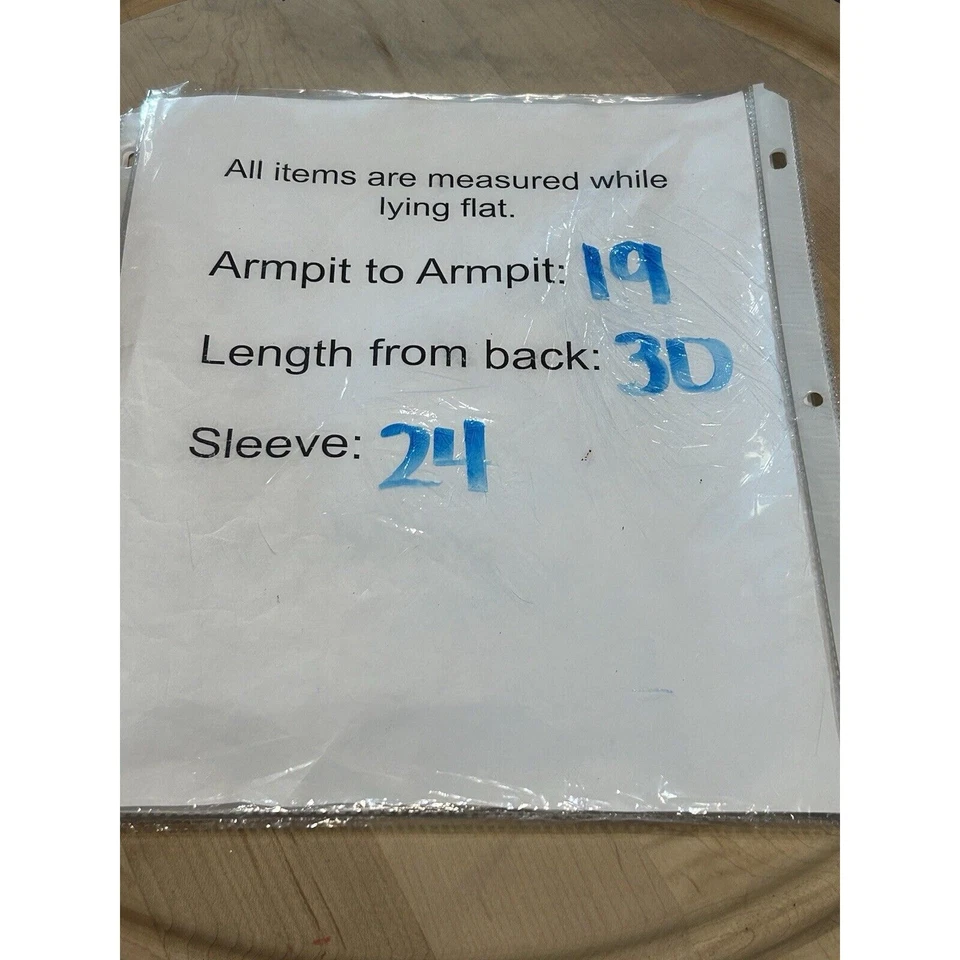 All items are measured while
lying flat.
Armpit to Armpit: 19
Length from back: 30
Sleeve: 24